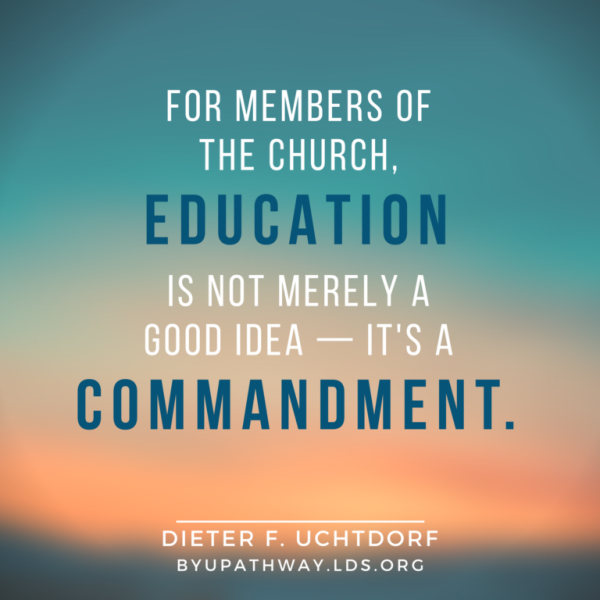 FOR MEMBERS OF
THE CHURCH,
EDUCATION
IS NOT MERELY A
GOOD IDEA — IT'S A
COMMANDMENT.
DIETER F. UCHTDORF
BYUPATHWAY.LDS.ORG